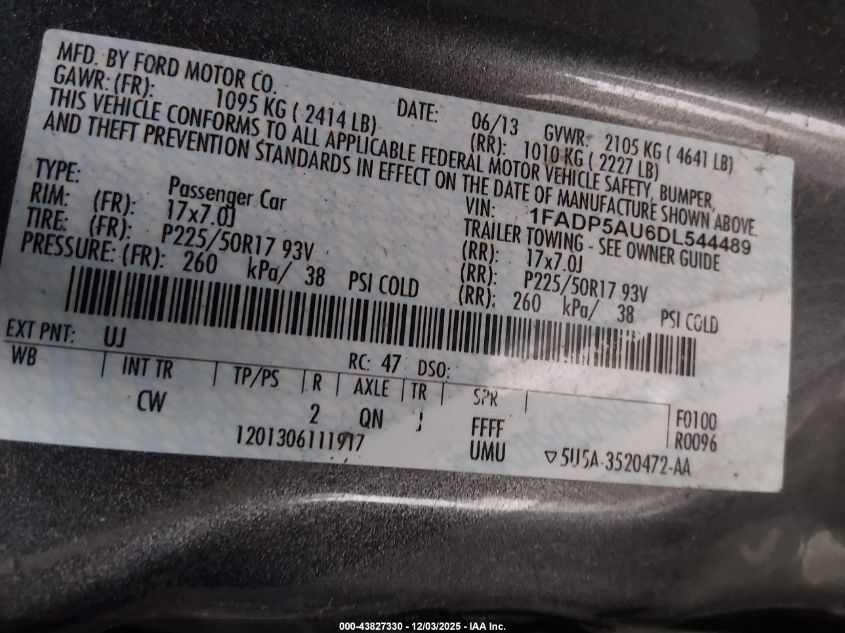 MFD. BY FORD MOTOR CO.
DATE: 06/13 GVWR: 2105 KG ( 4641 LB)
GAWR: (FR): 1095 KG ( 2414 LB) (RR): 1010 KG ( 2227 LB)
THIS VEHICLE CONFORMS TO ALL APPLICABLE FEDERAL MOTOR VEHICLE SAFETY, BUMPER,
AND THEFT PREVENTION STANDARDS IN EFFECT ON THE DATE OF MANUFACTURE SHOWN ABOVE.
VIN: 1FADP5AU6DL544489
TYPE: Passenger Car TRAILER TOWING - SEE OWNER GUIDE
RIM: (FR): 17x7.0J (RR): 17x7.0J
TIRE: (FR): P225/50R17 93V (RR): P225/50R17 93V
PRESSURE: (FR): 260 kPa/ 38 PSI COLD (RR): 260 kPa/ 38 PSI COLD
EXT PNT: UJ RC: 47 DSO:
WB INT TR TP/PS R AXLE TR SPR
CW 2 QN J FFFF F0100
1201306111917 UMU R0096
▽5U5A-3520472-AA
000-43827330 - 12/03/2025 - IAA Inc.